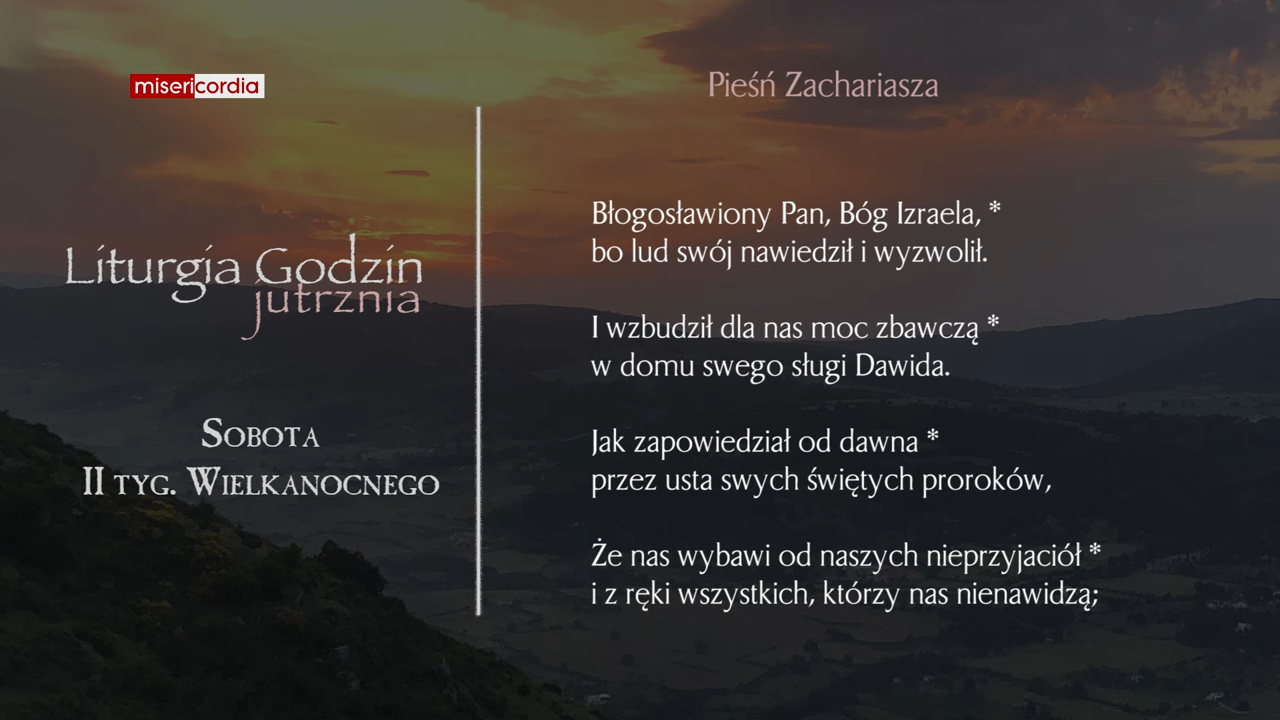 misericordia
Liturgia Godzin
jutrznia
Sobota
II tyg. Wielkanocnego
Pieśń Zachariasza
Błogosławiony Pan, Bóg Izraela, *
bo lud swój nawiedził i wyzwolił.
I wzbudził dla nas moc zbawczą *
w domu swego sługi Dawida.
Jak zapowiedział od dawna *
przez usta swych świętych proroków,
Że nas wybawi od naszych nieprzyjaciół *
i z ręki wszystkich, którzy nas nienawidzą;